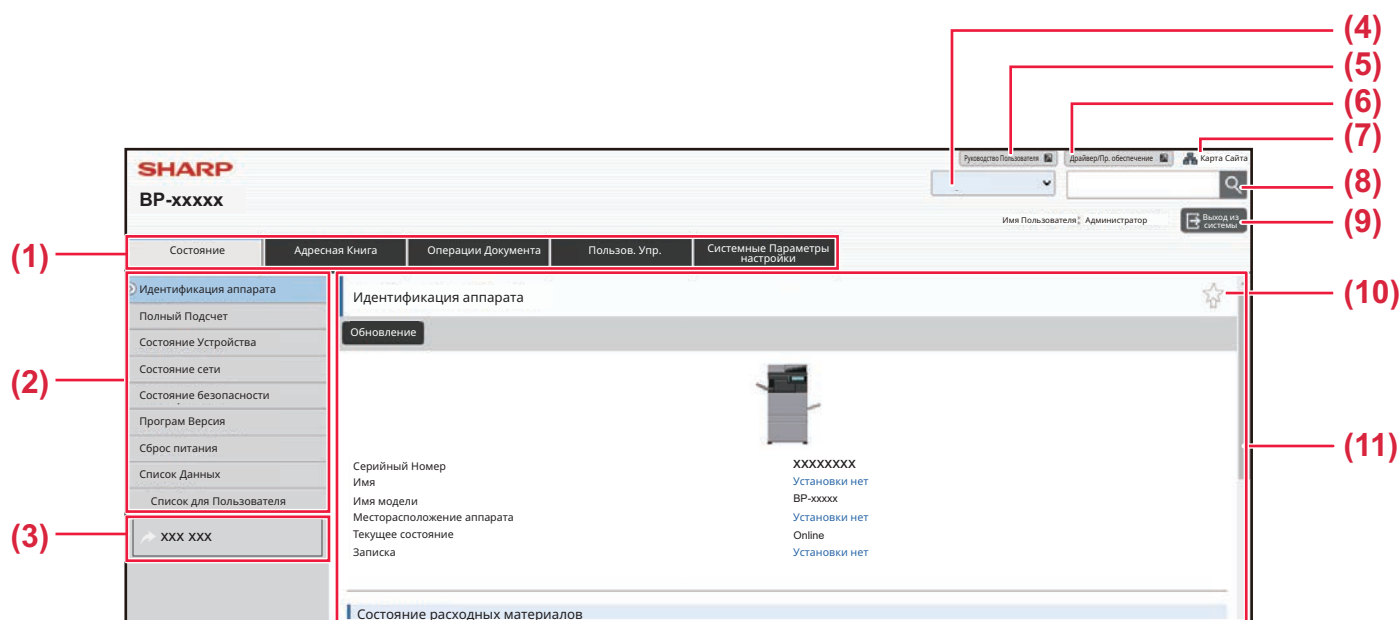 (4)
(5)
(6)
(7)
SHARP
Руководство Пользователя
Драйвер/Пр. обеспечение
Карта Сайта
(8)
BP-xxxxx
Имя Пользователя: Администратор
Выход из системы
(9)
(1)
Состояние
Адресная Книга
Операции Документа
Пользов. Упр.
Системные Параметры
настройки
Идентификация аппарата
Полный Подсчет
Состояние Устройства
Состояние сети
Состояние безопасности
Програм Версия
Сброс питания
Список Данных
Список для Пользователя
(2)
(3)
XXX XXX
Идентификация аппарата
(10)
Обновление
(11)
Серийный Номер XXXXXXXX
Имя Установки нет
Имя модели BP-xxxxx
Месторасположение аппарата Установки нет
Текущее состояние Online
Записка Установки нет
Состояние расходных материалов